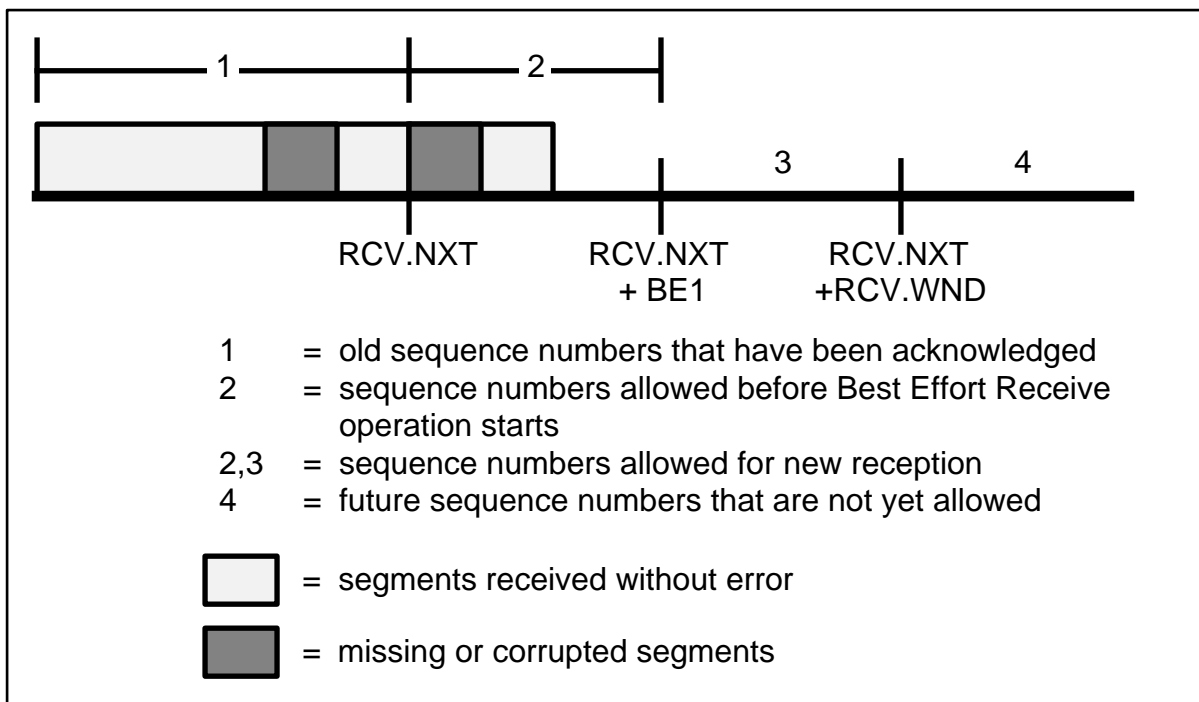 1 2
3 4
RCV.NXT RCV.NXT RCV.NXT
+ BE1 +RCV.WND
1 = old sequence numbers that have been acknowledged
2 = sequence numbers allowed before Best Effort Receive
operation starts
2,3 = sequence numbers allowed for new reception
4 = future sequence numbers that are not yet allowed
= segments received without error
= missing or corrupted segments